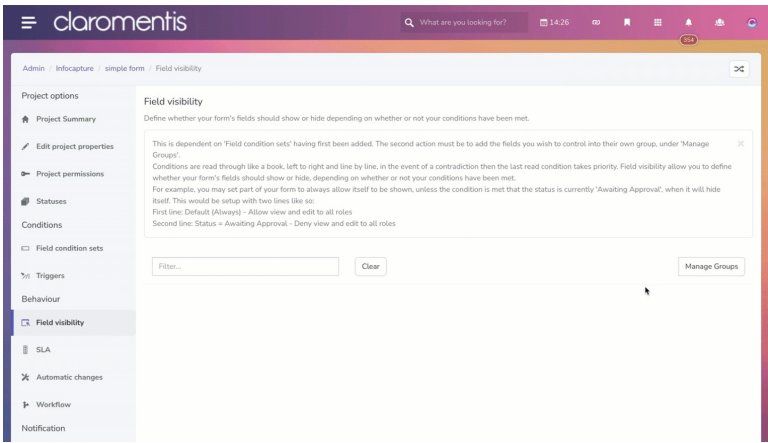 claromentis
What are you looking for?
14:26
354
Admin / Infocapture / simple form / Field visibility
Project options
Project Summary
Edit project properties
Project permissions
Statuses
Conditions
Field condition sets
Triggers
Behaviour
Field visibility
SLA
Automatic changes
Workflow
Notification
Field visibility
Define whether your form's fields should show or hide depending on whether or not your conditions have been met.
This is dependent on 'Field condition sets' having first been added. The second action must be to add the fields you wish to control into their own group, under 'Manage
Groups'.
Conditions are read through like a book, left to right and line by line, in the event of a contradiction then the last read condition takes priority. Field visibility allow you to define
whether your form's fields should show or hide, depending on whether or not your conditions have been met.
For example, you may set part of your form to always allow itself to be shown, unless the condition is met that the status is currently 'Awaiting Approval', when it will hide
itself. This would be setup with two lines like so:
First line: Default (Always) - Allow view and edit to all roles
Second line: Status = Awaiting Approval - Deny view and edit to all roles
Filter...
Clear
Manage Groups